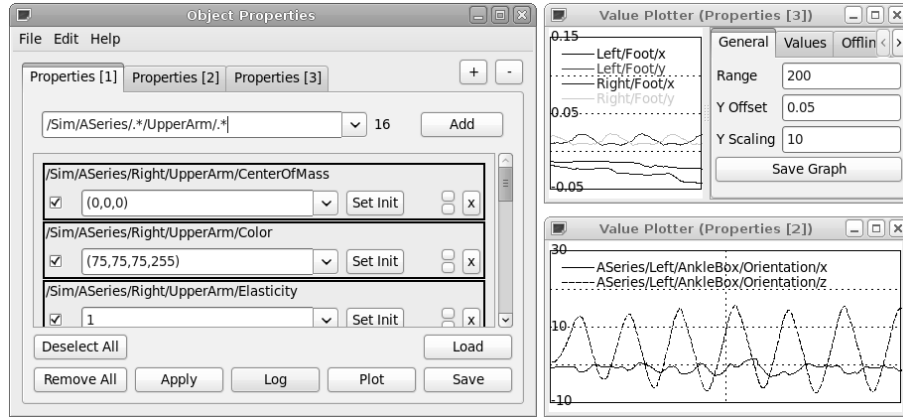 Object Properties
File Edit Help
Properties [1] Properties [2] Properties [3] + -
/Sim/ASeries/.*/UpperArm/.* 16 Add
/Sim/ASeries/Right/UpperArm/CenterOfMass
(0,0,0) Set Init x
/Sim/ASeries/Right/UpperArm/Color
(75,75,75,255) Set Init x
/Sim/ASeries/Right/UpperArm/Elasticity
1 Set Init x
Deselect All Load
Remove All Apply Log Plot Save
Value Plotter (Properties [3])
0.15
Left/Foot/x
Left/Foot/y
Right/Foot/x
Right/Foot/y
0.05
-0.05
General Values Offlin
Range 200
Y Offset 0.05
Y Scaling 10
Save Graph
Value Plotter (Properties [2])
30
ASeries/Left/AnkleBox/Orientation/x
ASeries/Left/AnkleBox/Orientation/z
10
-10